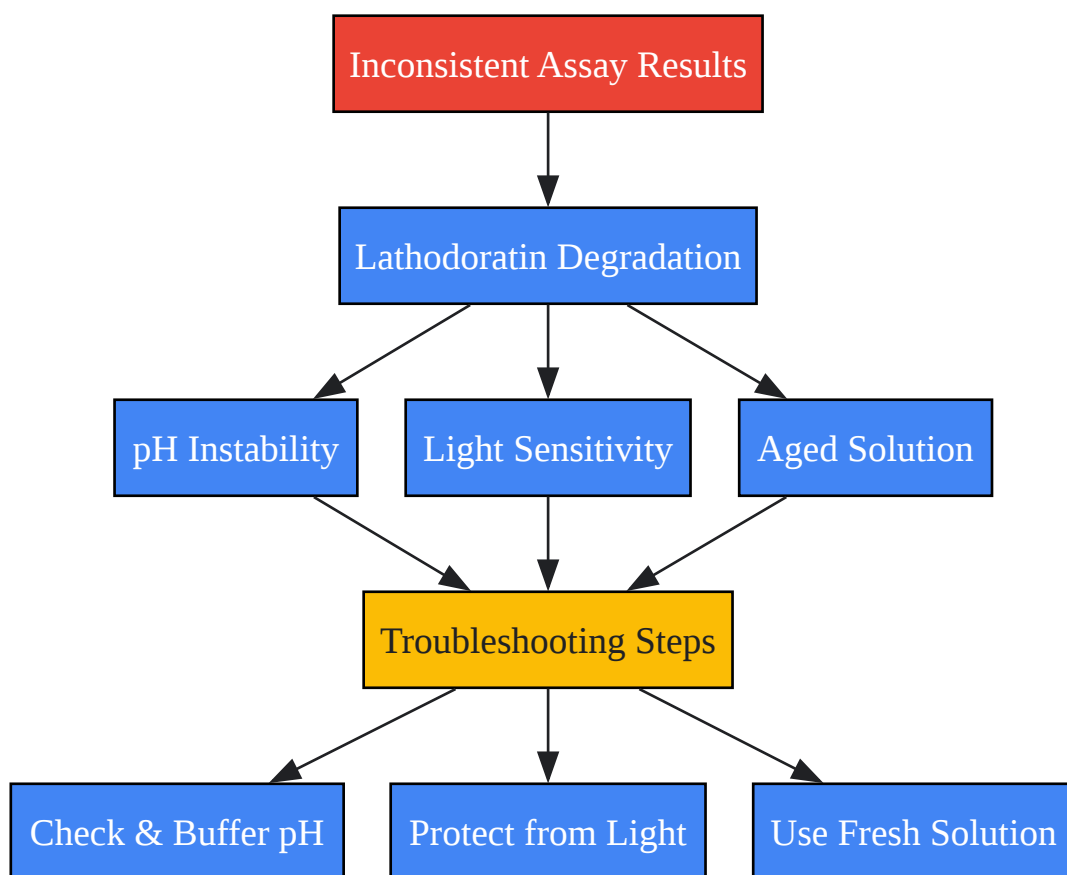 Inconsistent Assay Results
Lathodoratin Degradation
pH Instability
Light Sensitivity
Aged Solution
Troubleshooting Steps
Check & Buffer pH
Protect from Light
Use Fresh Solution